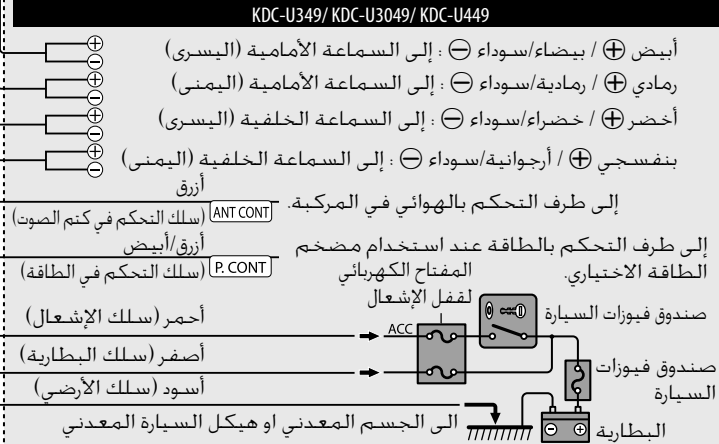 KDC-U349/ KDC-U3049/ KDC-U449
أبيض ⊕ / بيضاء/سوداء ⊖ : إلى السماعة الأمامية (اليسرى)
رمادي ⊕ / رمادية/سوداء ⊖ : إلى السماعة الأمامية (اليمنى)
أخضر ⊕ / خضراء/سوداء ⊖ : إلى السماعة الخلفية (اليسرى)
بنفسجي ⊕ / أرجوانية/سوداء ⊖ : إلى السماعة الخلفية (اليمنى)
أزرق
إلى طرف التحكم بالهوائي في المركبة. ANT CONT (سلك التحكم في كتم الصوت)
أزرق/أبيض
إلى طرف التحكم بالطاقة عند استخدام مضخم
الطاقة الاختياري.
P. CONT (سلك التحكم في الطاقة)
المفتاح الكهربائي
لقفل الإشعال
صندوق فيوزات السيارة
أحمر (سلك الإشعال)
ACC
أصفر (سلك البطارية)
صندوق فيوزات
السيارة
أسود (سلك الأرضي)
الى الجسم المعدني او هيكل السيارة المعدني
البطارية